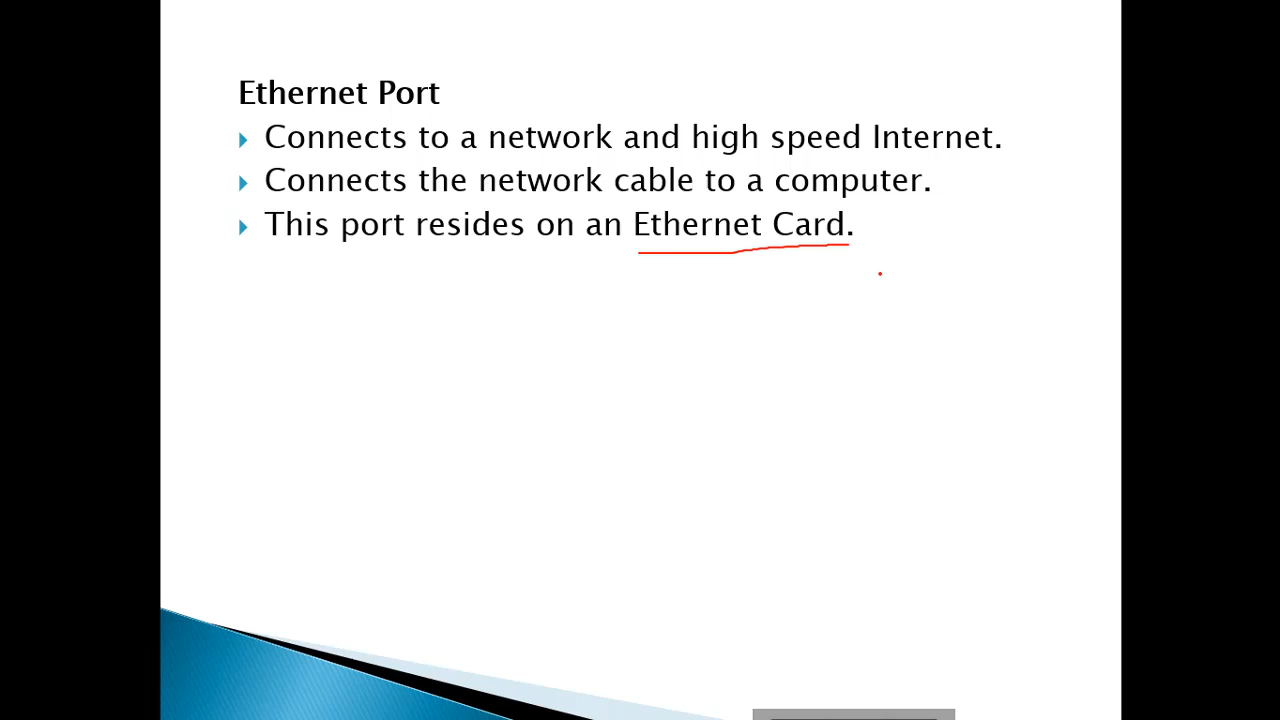 Ethernet Port
Connects to a network and high speed Internet.
Connects the network cable to a computer.
This port resides on an Ethernet Card.